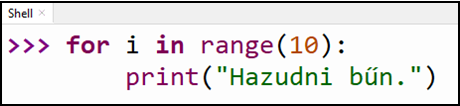 Shell ×
>>> for i in range(10):
        print("Hazudni bűn.")